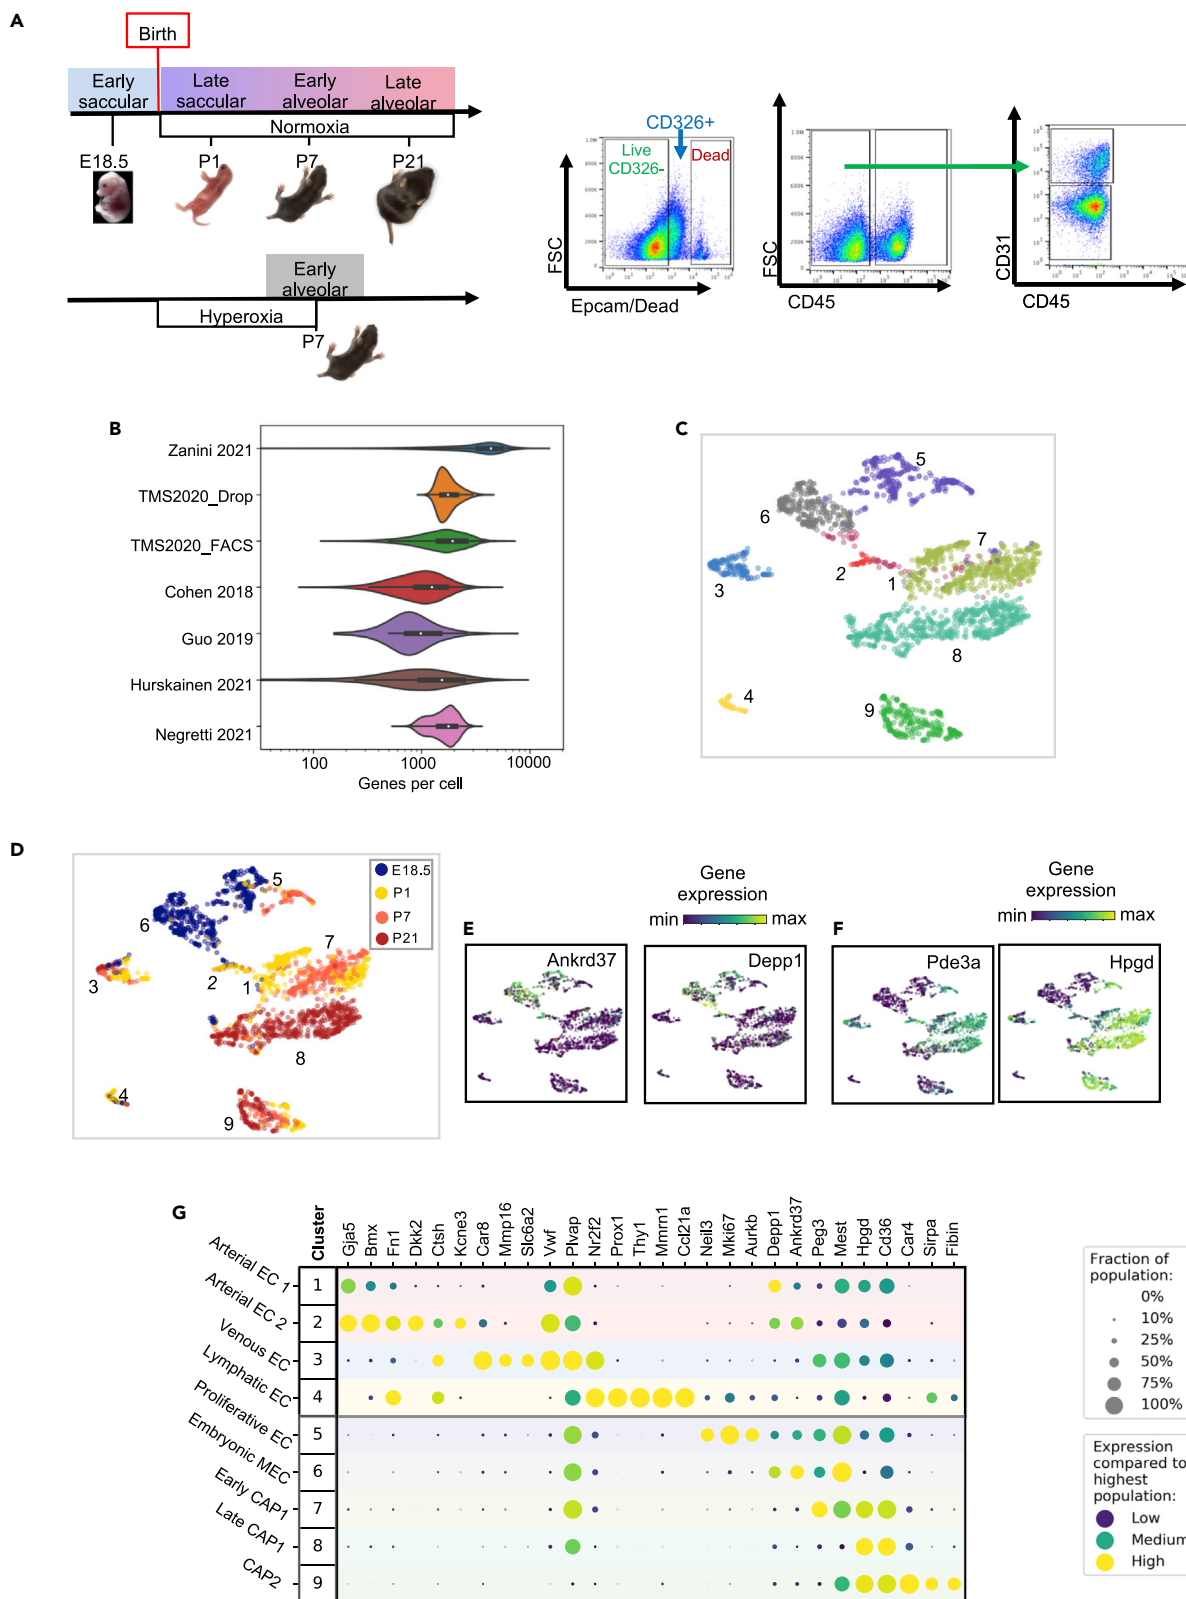 A
Birth
Early saccular
Late saccular
Early alveolar
Late alveolar
Normoxia
E18.5
P1
P7
P21
Early alveolar
Hyperoxia
P7
CD326+
Live CD326-
Dead
FSC
Epcam/Dead
FSC
CD45
CD31
CD45
B
Zanini 2021
TMS2020_Drop
TMS2020_FACS
Cohen 2018
Guo 2019
Hurskainen 2021
Negretti 2021
100
1000
10000
Genes per cell
C
5
6
7
2
1
3
8
4
9
D
E18.5
P1
P7
P21
5
6
7
2
1
3
8
4
9
Gene expression
min
max
E
Ankrd37
Depp1
Gene expression
min
max
F
Pde3a
Hpgd
G
Cluster
Gja5
Bmx
Fn1
Dkk2
Ctsh
Kcne3
Car8
Mmp16
Slc6a2
Vwf
Plvap
Nr2f2
Prox1
Thy1
Mmrn1
Ccl21a
Neil3
Mki67
Aurkb
Depp1
Ankrd37
Peg3
Mest
Hpgd
Cd36
Car4
Sirpa
Fibin
Arterial EC 1
1
Arterial EC 2
2
Venous EC
3
Lymphatic EC
4
Proliferative EC
5
Embryonic MEC
6
Early CAP1
7
Late CAP1
8
CAP2
9
Fraction of
population:
0%
10%
25%
50%
75%
100%
Expression
compared to
highest
population:
Low
Medium
High